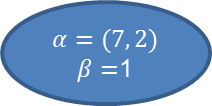 α = (7, 2)
β =1